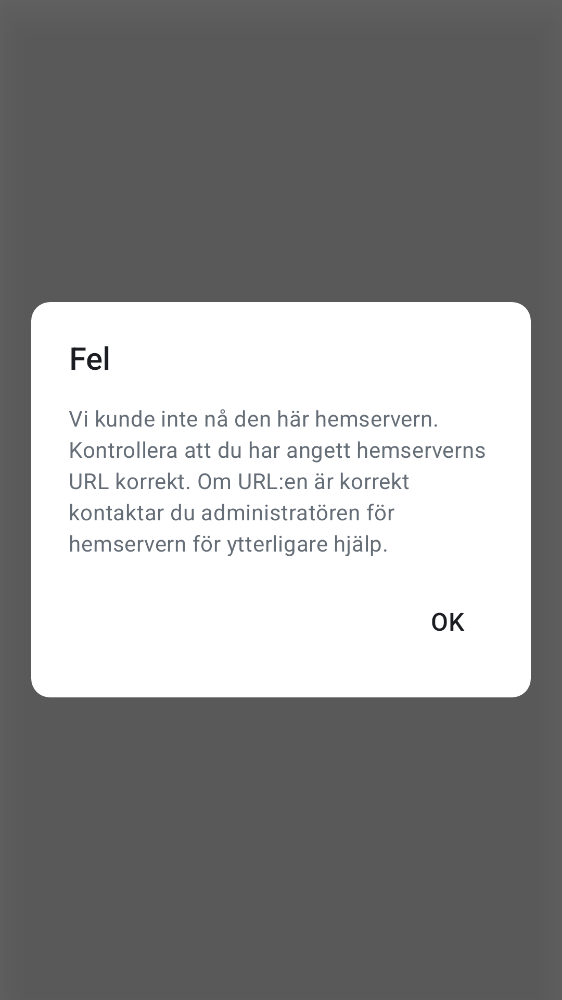 Fel
Vi kunde inte nå den här hemservern.
Kontrollera att du har angett hemserverns
URL korrekt. Om URL:en är korrekt
kontaktar du administratören för
hemservern för ytterligare hjälp.
OK